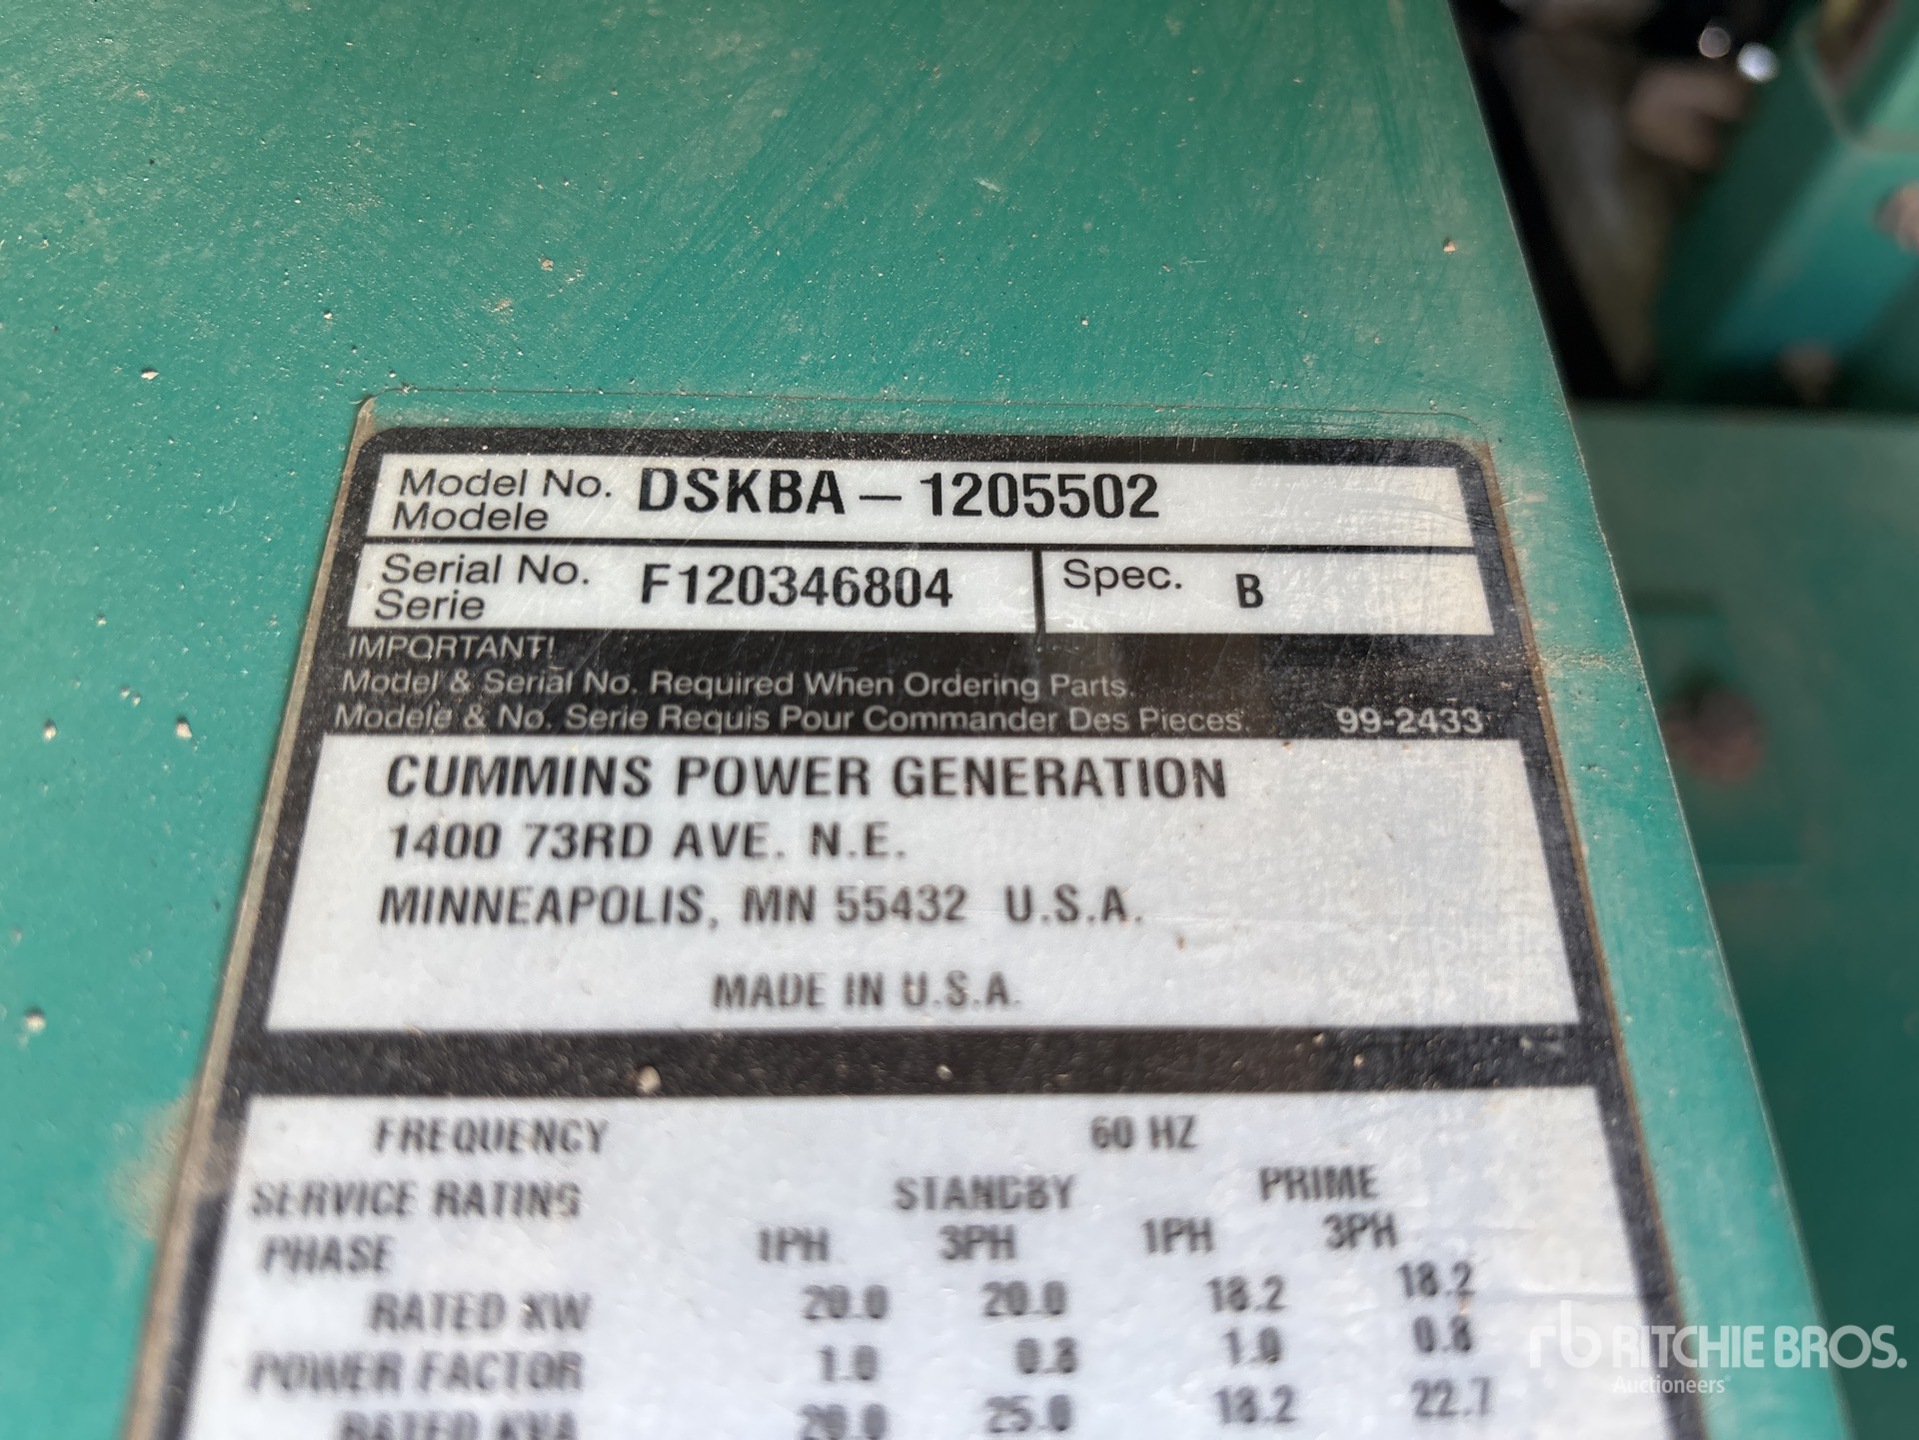 Model No. DSKBA - 1205502
Modele
Serial No. F120346804 Spec. B
Serie
IMPORTANT!
Model & Serial No. Required When Ordering Parts.
Modele & No. Serie Requis Pour Commander Des Pieces. 99-2433
CUMMINS POWER GENERATION
1400 73RD AVE. N.E.
MINNEAPOLIS, MN 55432 U.S.A.
MADE IN U.S.A.
FREQUENCY 60 HZ
SERVICE RATING STANDBY PRIME
PHASE 1PH 3PH 1PH 3PH
RATED KW 20.0 20.0 18.2 18.2
POWER FACTOR 1.0 0.8 1.0 0.8
RATED KVA 20.0 25.0 18.2 22.7
rb RITCHIE BROS.
Auctioneers